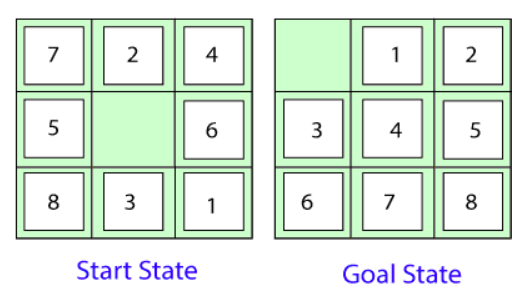 7 2 4
5 6
8 3 1
Start State
1 2
3 4 5
6 7 8
Goal State